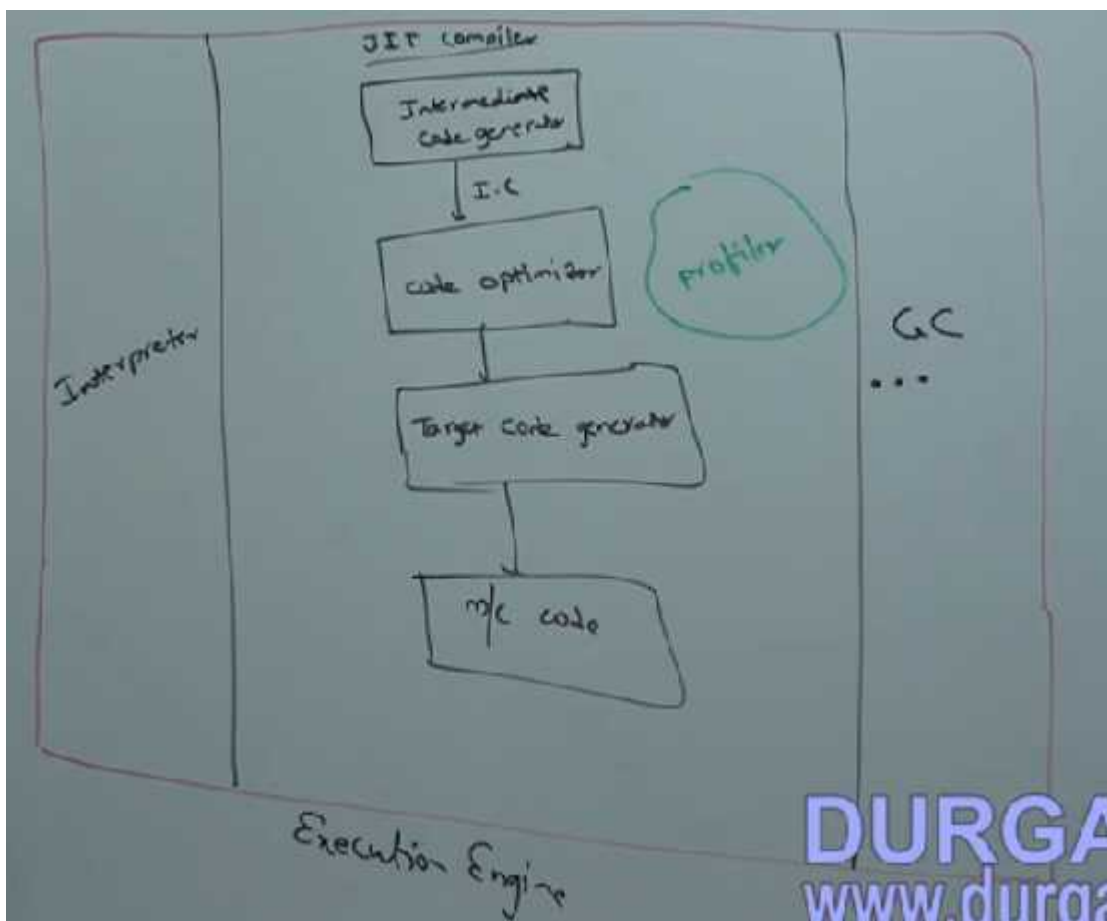 JIT Compiler
Intermediate
code generator
I.C
code optimizer
profiler
Interpreter
GC
...
Target code generator
m/c code
Execution Engine
DURGA
www.durga